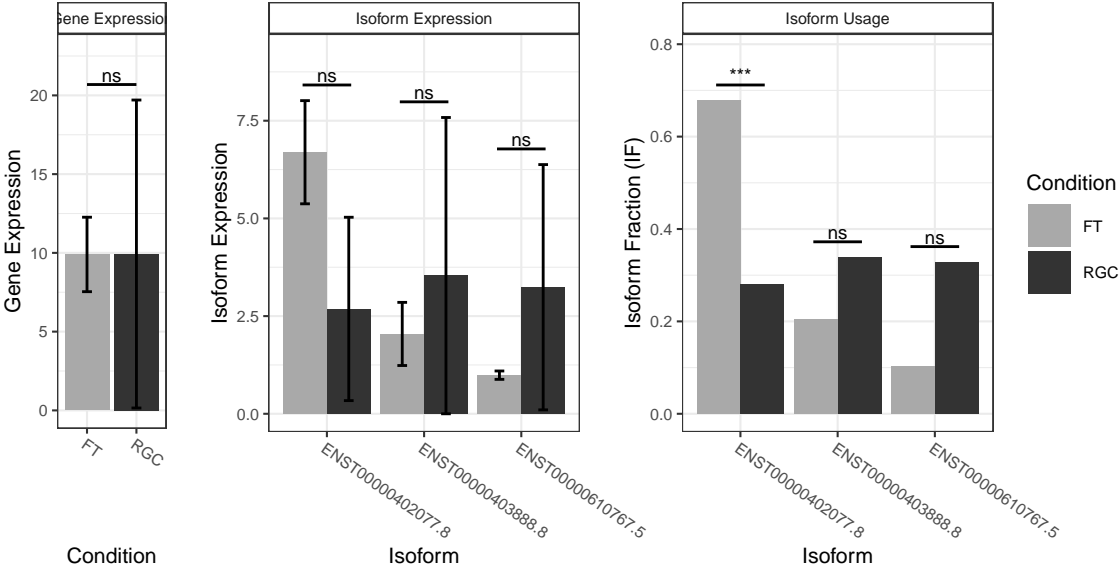 Gene Expression
Gene Expression
20
15
10
5
0
ns
FT
RGC
Condition
Isoform Expression
Isoform Expression
7.5
5.0
2.5
0.0
ns
ns
ns
ENST00000402077.8
ENST00000403888.8
ENST00000610767.5
Isoform
Isoform Usage
Isoform Fraction (IF)
0.8
0.6
0.4
0.2
0.0
***
ns
ns
ENST00000402077.8
ENST00000403888.8
ENST00000610767.5
Isoform
Condition
FT
RGC